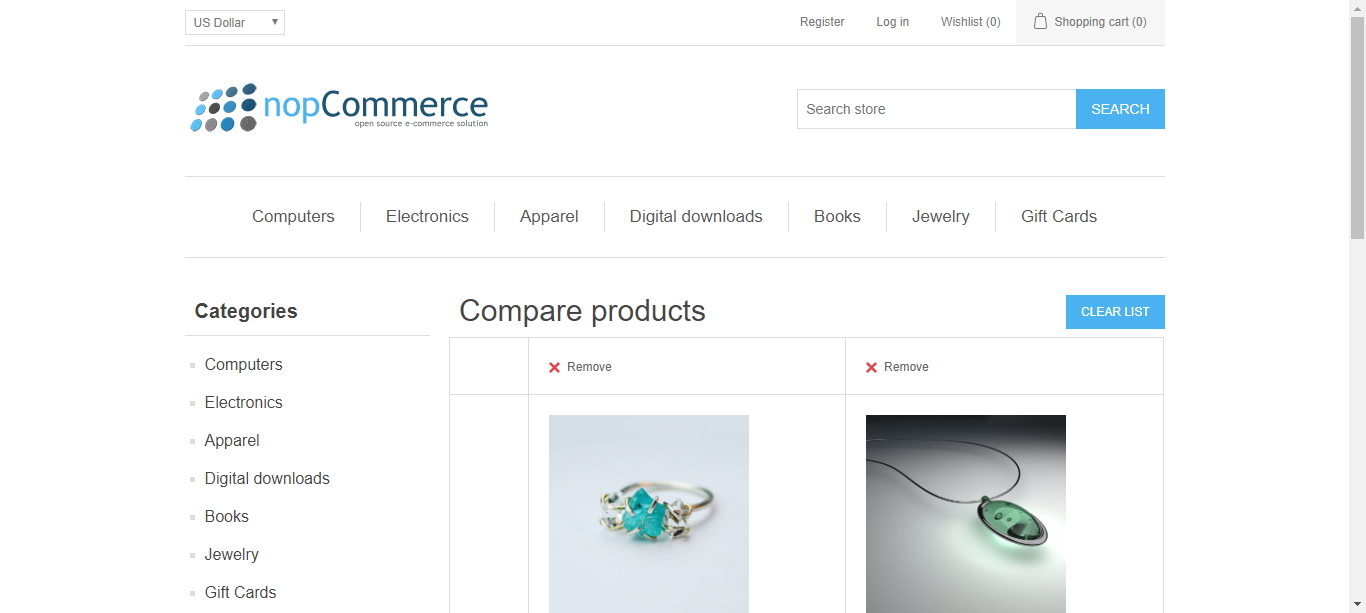 US Dollar
Register
Log in
Wishlist (0)
Shopping cart (0)
nopCommerce
open source e-commerce solution
Search store
SEARCH
Computers
Electronics
Apparel
Digital downloads
Books
Jewelry
Gift Cards
Categories
Computers
Electronics
Apparel
Digital downloads
Books
Jewelry
Gift Cards
Compare products
CLEAR LIST
Remove
Remove